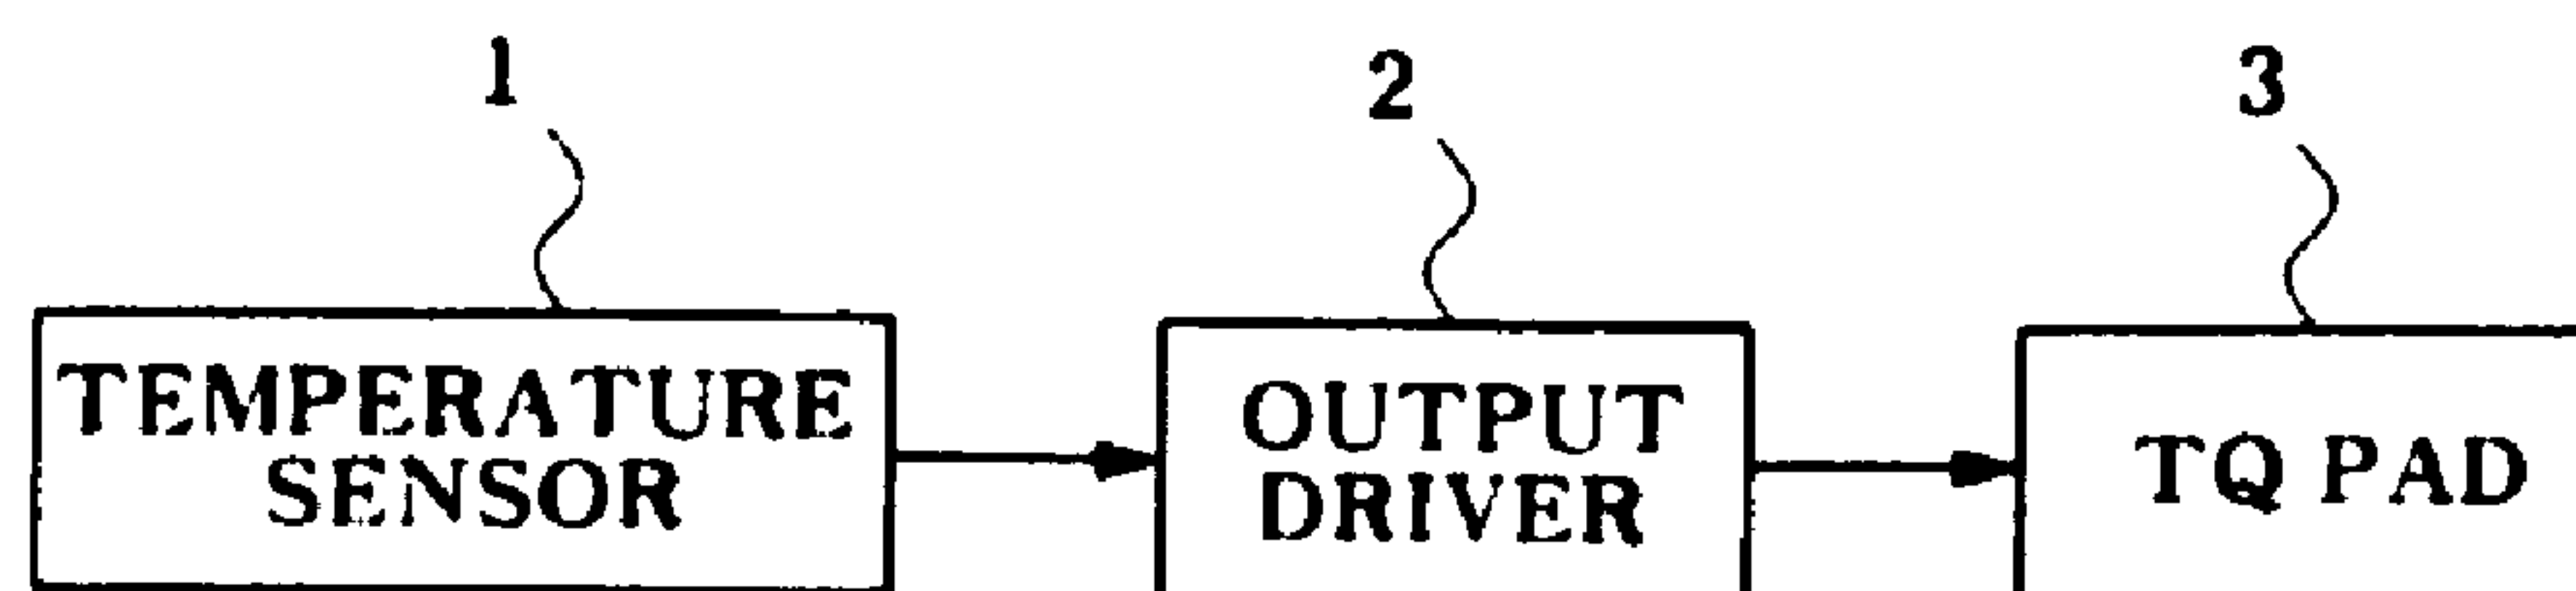 1
2
3
TEMPERATURE
SENSOR
OUTPUT
DRIVER
TQ PAD